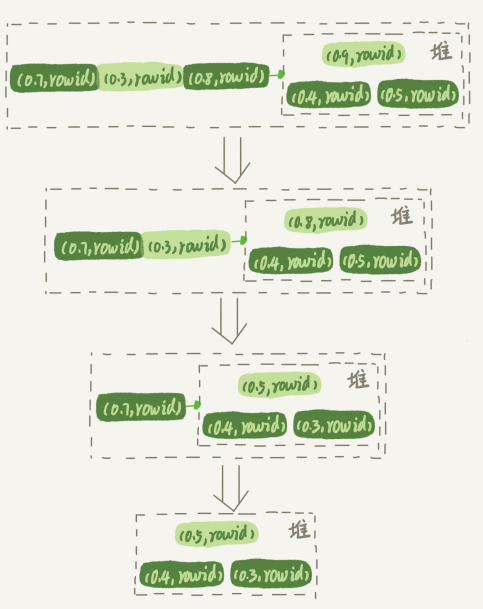 (0.9,rowid) 堆
(0.7,rowid) (0.3,rowid) (0.8,rowid)
(0.4,rowid) (0.5,rowid)
(0.8,rowid) 堆
(0.7,rowid) (0.3,rowid)
(0.4,rowid) (0.5,rowid)
(0.5,rowid) 堆
(0.7,rowid)
(0.4,rowid) (0.3,rowid)
(0.5,rowid) 堆
(0.4,rowid) (0.3,rowid)